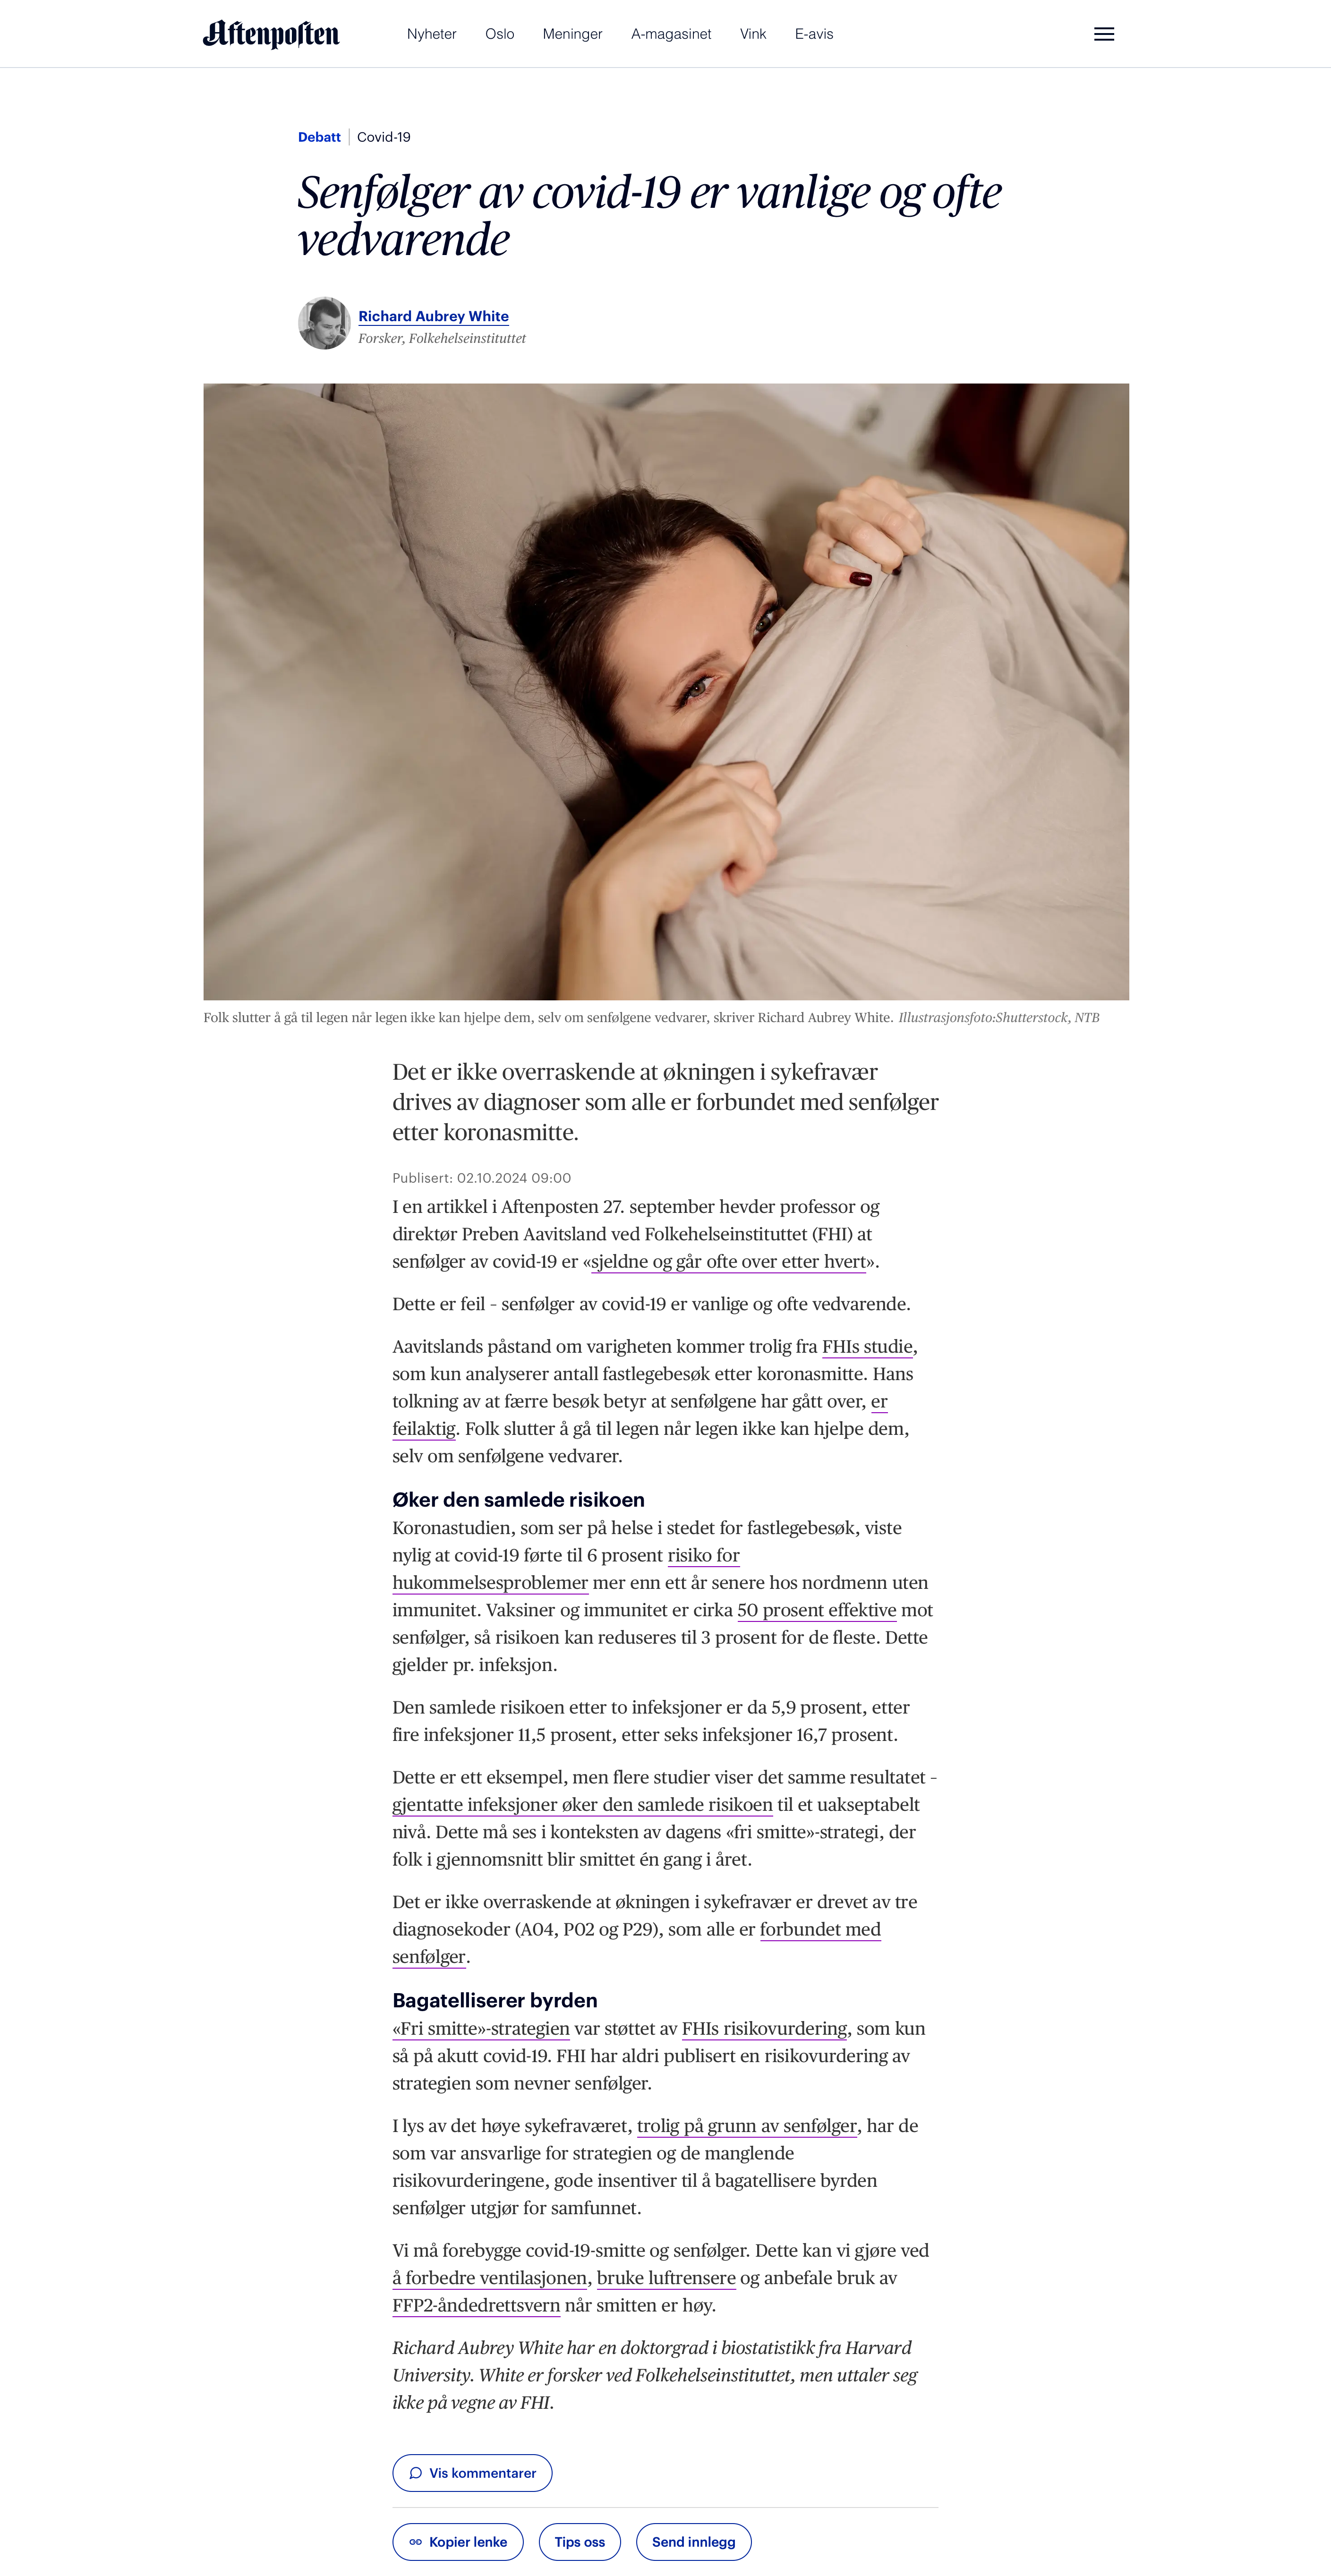 Aftenposten
Nyheter Oslo Meninger A-magasinet Vink E-avis
Debatt | Covid-19
Senfølger av covid-19 er vanlige og ofte
vedvarende
Richard Aubrey White
Forsker, Folkehelseinstituttet
Folk slutter å gå til legen når legen ikke kan hjelpe dem, selv om senfølgene vedvarer, skriver Richard Aubrey White. Illustrasjonsfoto:Shutterstock, NTB
Det er ikke overraskende at økningen i sykefravær
drives av diagnoser som alle er forbundet med senfølger
etter koronasmitte.
Publisert: 02.10.2024 09:00
I en artikkel i Aftenposten 27. september hevder professor og
direktør Preben Aavitsland ved Folkehelseinstituttet (FHI) at
senfølger av covid-19 er «sjeldne og går ofte over etter hvert».
Dette er feil – senfølger av covid-19 er vanlige og ofte vedvarende.
Aavitslands påstand om varigheten kommer trolig fra FHIs studie,
som kun analyserer antall fastlegebesøk etter koronasmitte. Hans
tolkning av at færre besøk betyr at senfølgene har gått over, er
feilaktig. Folk slutter å gå til legen når legen ikke kan hjelpe dem,
selv om senfølgene vedvarer.
Øker den samlede risikoen
Koronastudien, som ser på helse i stedet for fastlegebesøk, viste
nylig at covid-19 førte til 6 prosent risiko for
hukommelsesproblemer mer enn ett år senere hos nordmenn uten
immunitet. Vaksiner og immunitet er cirka 50 prosent effektive mot
senfølger, så risikoen kan reduseres til 3 prosent for de fleste. Dette
gjelder pr. infeksjon.
Den samlede risikoen etter to infeksjoner er da 5,9 prosent, etter
fire infeksjoner 11,5 prosent, etter seks infeksjoner 16,7 prosent.
Dette er ett eksempel, men flere studier viser det samme resultatet –
gjentatte infeksjoner øker den samlede risikoen til et uakseptabelt
nivå. Dette må ses i konteksten av dagens «fri smitte»-strategi, der
folk i gjennomsnitt blir smittet én gang i året.
Det er ikke overraskende at økningen i sykefravær er drevet av tre
diagnosekoder (A04, P02 og P29), som alle er forbundet med
senfølger.
Bagatelliserer byrden
«Fri smitte»-strategien var støttet av FHIs risikovurdering, som kun
så på akutt covid-19. FHI har aldri publisert en risikovurdering av
strategien som nevner senfølger.
I lys av det høye sykefraværet, trolig på grunn av senfølger, har de
som var ansvarlige for strategien og de manglende
risikovurderingene, gode insentiver til å bagatellisere byrden
senfølger utgjør for samfunnet.
Vi må forebygge covid-19-smitte og senfølger. Dette kan vi gjøre ved
å forbedre ventilasjonen, bruke luftrensere og anbefale bruk av
FFP2-åndedrettsvern når smitten er høy.
Richard Aubrey White har en doktorgrad i biostatistikk fra Harvard
University. White er forsker ved Folkehelseinstituttet, men uttaler seg
ikke på vegne av FHI.
Vis kommentarer
Kopier lenke Tips oss Send innlegg